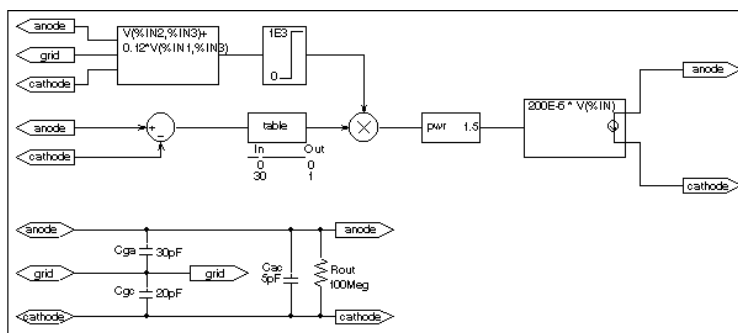 anode
grid
cathode
V(%IN2,%IN3)+
0.12*V(%IN1,%IN3)
1E3
0
anode
cathode
+
-
table
In Out
0 0
30 1
pwr 1.5
200E-6 * V(%IN)
anode
cathode
anode
anode
Cga
30pF
grid
grid
Cgc
20pF
Cac
5pF
Rout
100Meg
cathode
cathode